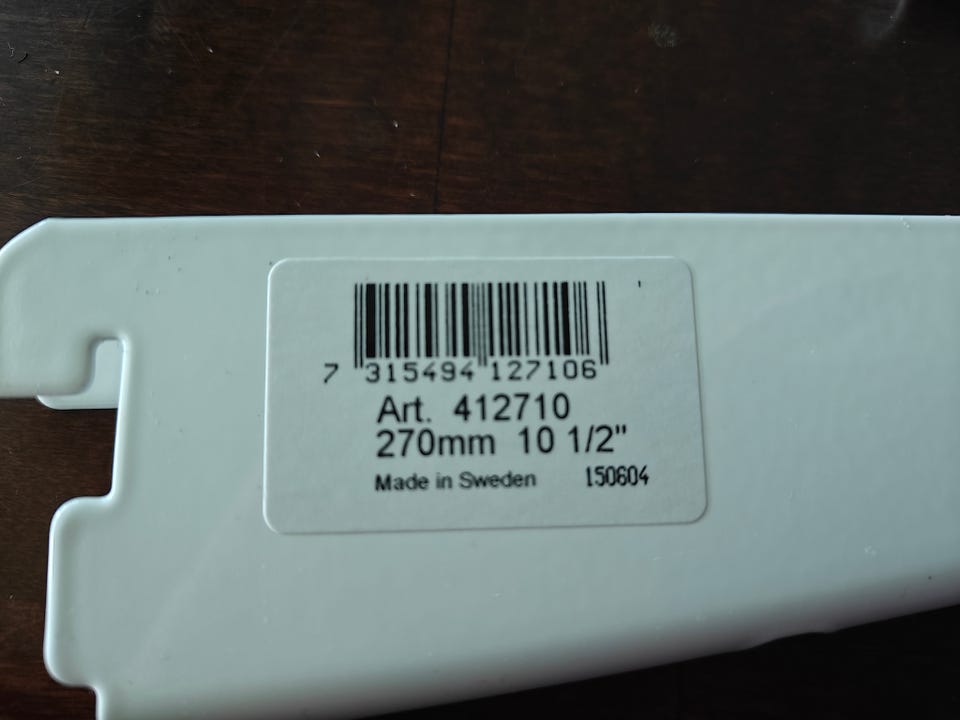 7 315494 127106
Art. 412710
270mm 10 1/2"
Made in Sweden 150604